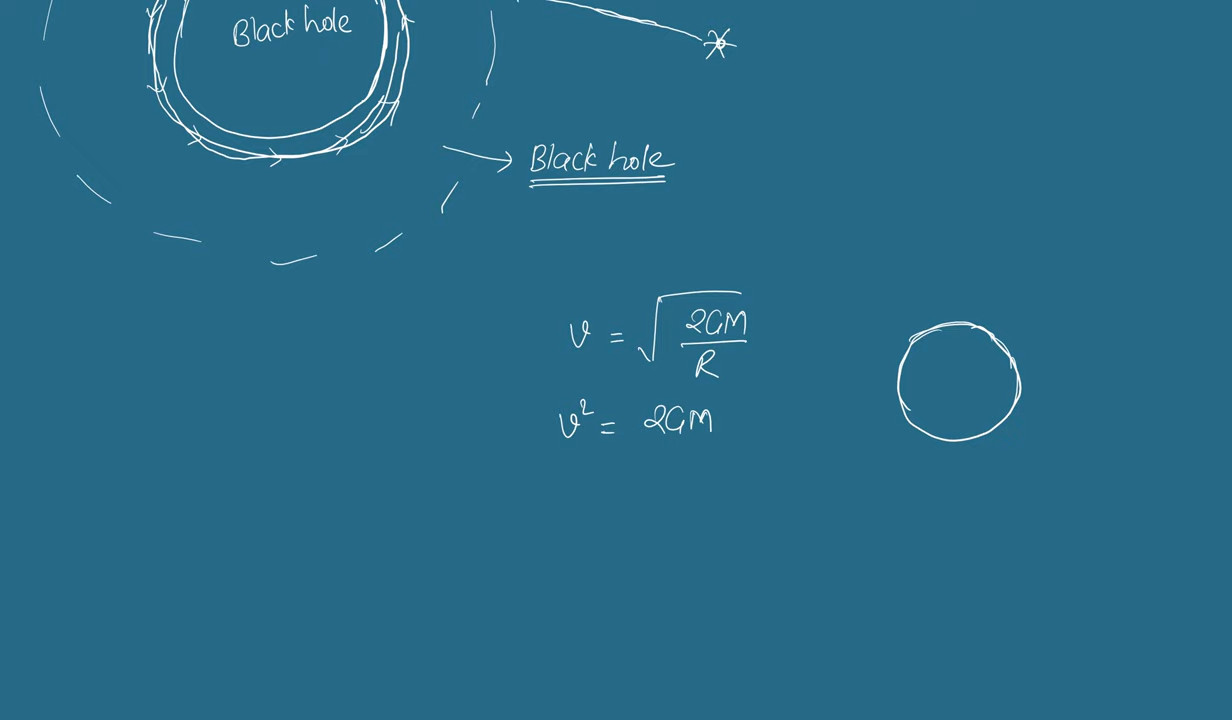 Black hole
Black hole
v = √(2GM/R)
v² = 2GM